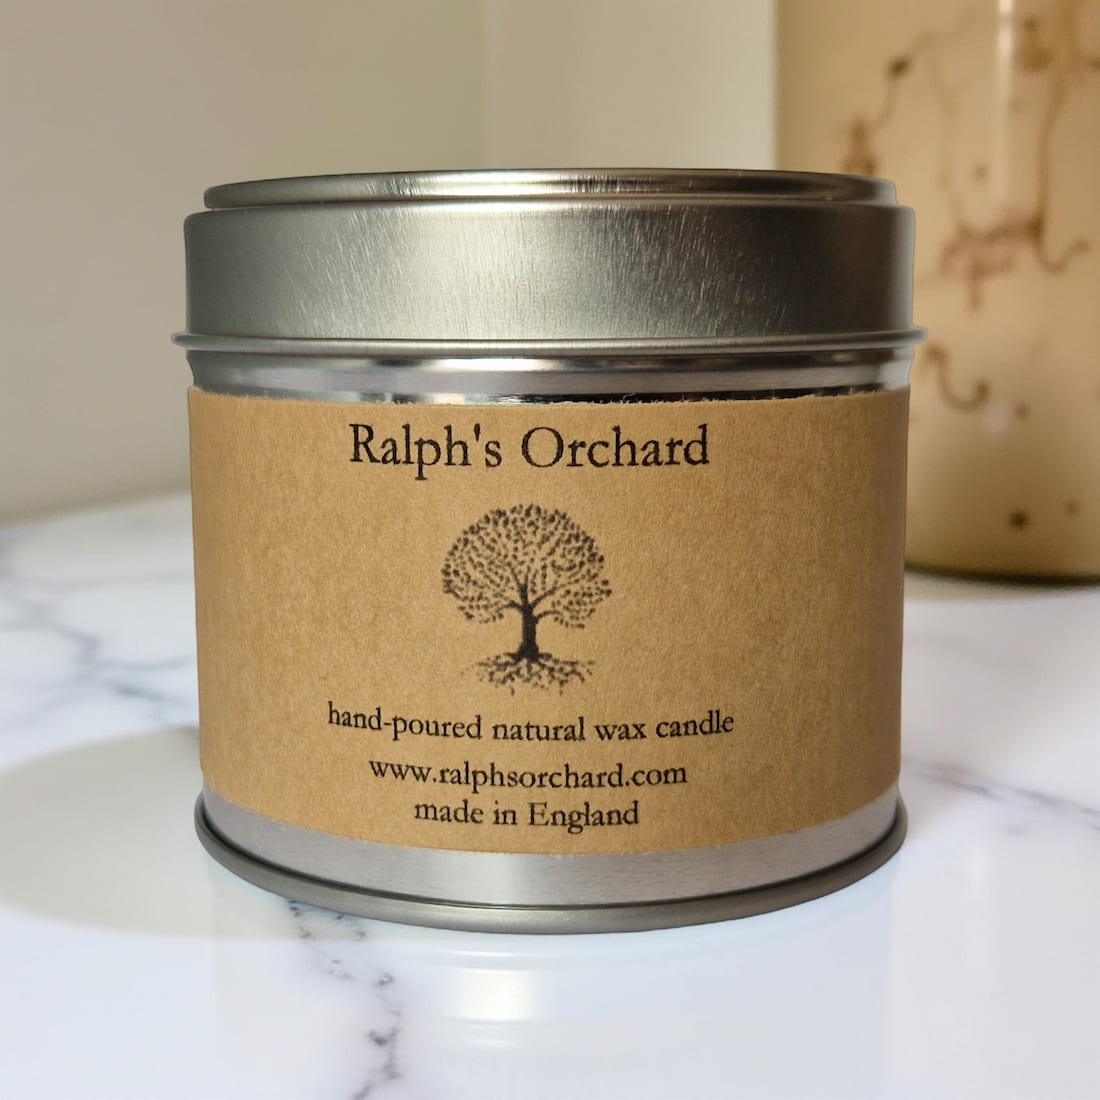 Ralph's Orchard
hand-poured natural wax candle
www.ralphsorchard.com
made in England